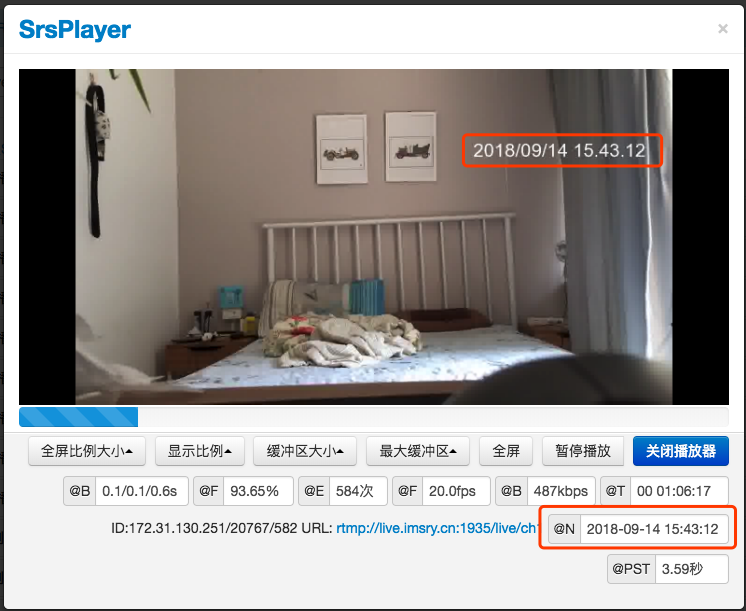 SrsPlayer
×
2018/09/14 15.43.12
全屏比例大小 显示比例 缓冲区大小 最大缓冲区 全屏 暂停播放 关闭播放器
@B 0.1/0.1/0.6s @F 93.65% @E 584次 @F 20.0fps @B 487kbps @T 00 01:06:17
ID:172.31.130.251/20767/582 URL: rtmp://live.imsry.cn:1935/live/ch @N 2018-09-14 15:43:12
@PST 3.59秒